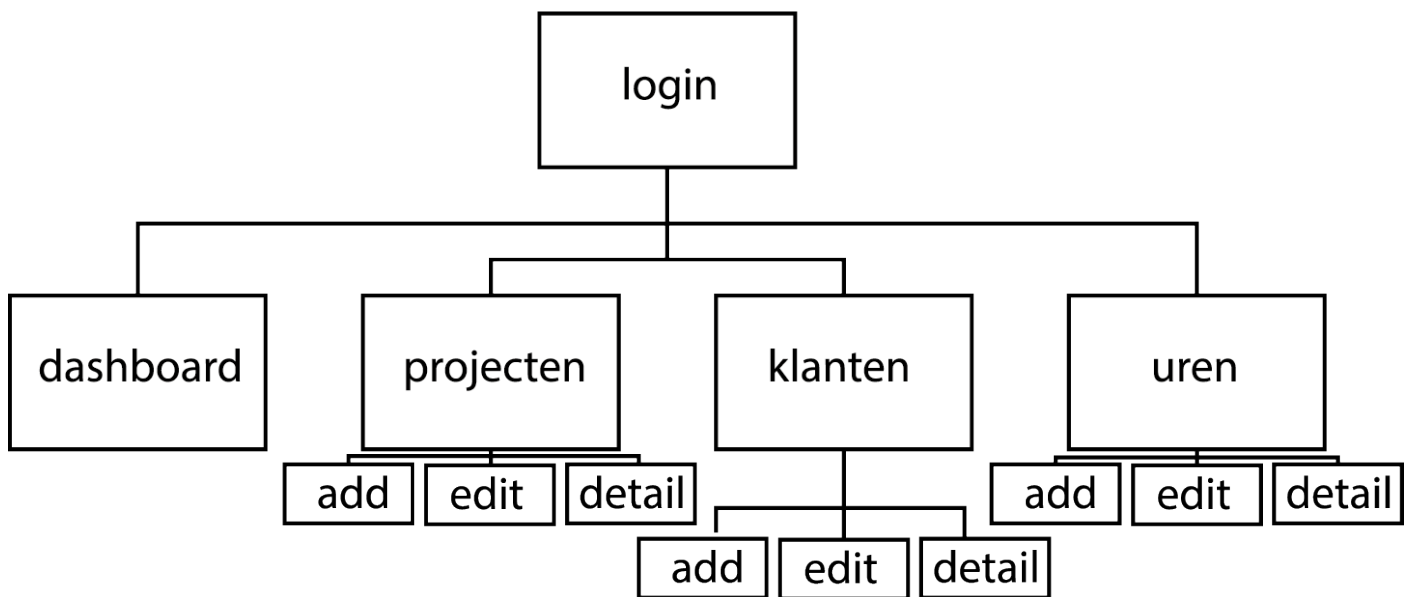 login
dashboard
projecten
klanten
uren
add
edit
detail
add
edit
detail
add
edit
detail